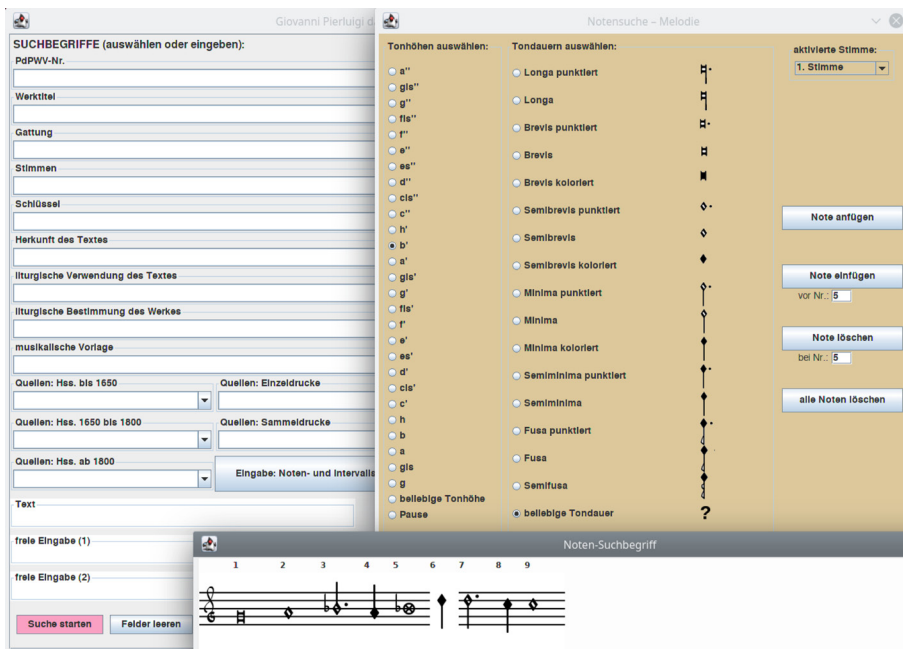 Giovanni Pierluigi d
SUCHBEGRIFFE (auswählen oder eingeben):
PdPWV-Nr.
Werktitel
Gattung
Stimmen
Schlüssel
Herkunft des Textes
liturgische Verwendung des Textes
liturgische Bestimmung des Werkes
musikalische Vorlage
Quellen: Hss. bis 1650
Quellen: Einzeldrucke
Quellen: Hss. 1650 bis 1800
Quellen: Sammeldrucke
Quellen: Hss. ab 1800
Eingabe: Noten- und Intervalls
Text
freie Eingabe (1)
freie Eingabe (2)
Suche starten
Felder leeren
Notensuche – Melodie
Tonhöhen auswählen:
a''
gis''
g''
fis''
f''
e''
es''
d''
cis''
c''
h'
b'
a'
gis'
g'
fis'
f'
e'
es'
d'
cis'
c'
h
b
a
gis
g
beliebige Tonhöhe
Pause
Tondauern auswählen:
Longa punktiert
Longa
Brevis punktiert
Brevis
Brevis koloriert
Semibrevis punktiert
Semibrevis
Semibrevis koloriert
Minima punktiert
Minima
Minima koloriert
Semiminima punktiert
Semiminima
Fusa punktiert
Fusa
Semifusa
beliebige Tondauer ?
aktivierte Stimme:
1. Stimme
Note anfügen
Note einfügen
vor Nr.: 5
Note löschen
bei Nr.: 5
alle Noten löschen
Noten-Suchbegriff
1 2 3 4 5 6 7 8 9